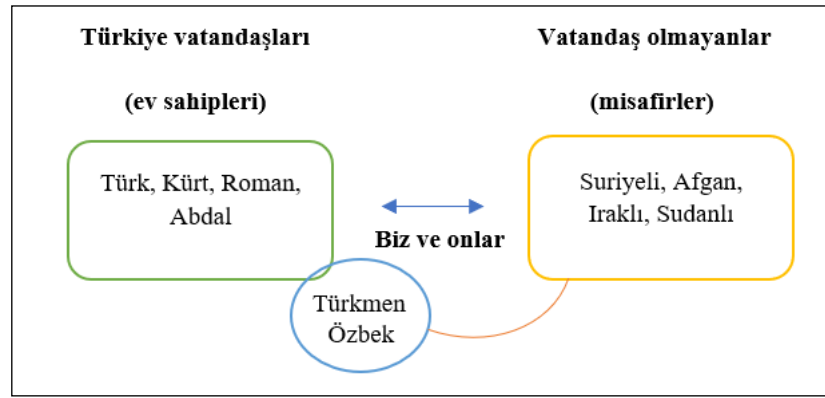 Türkiye vatandaşları
(ev sahipleri)
Vatandaş olmayanlar
(misafirler)
Türk, Kürt, Roman,
Abdal
Biz ve onlar
Suriyeli, Afgan,
Iraklı, Sudanlı
Türkmen
Özbek